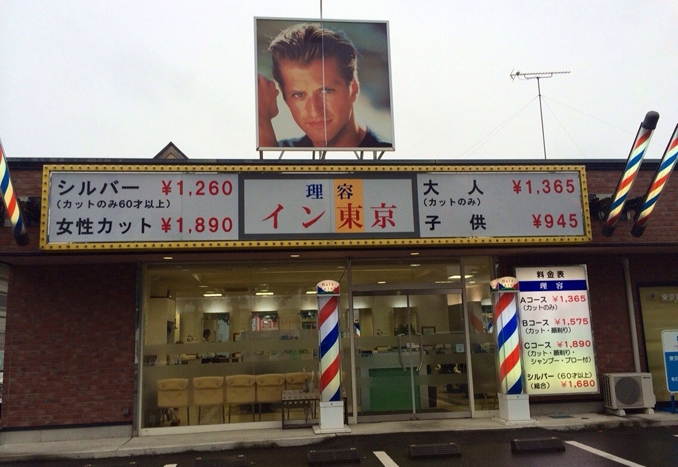 シルバー ¥1,260
(カットのみ60才以上)
女性カット ¥1,890
理容
イン東京
大人 ¥1,365
(カットのみ)
子供 ¥945
料金表
理容
Aコース ¥1,365
(カットのみ)
Bコース ¥1,575
(カット・顔剃り)
Cコース ¥1,890
(カット・顔剃り・
シャンプー・ブロー付)
シルバー (60才以上)
(総合) ¥1,680